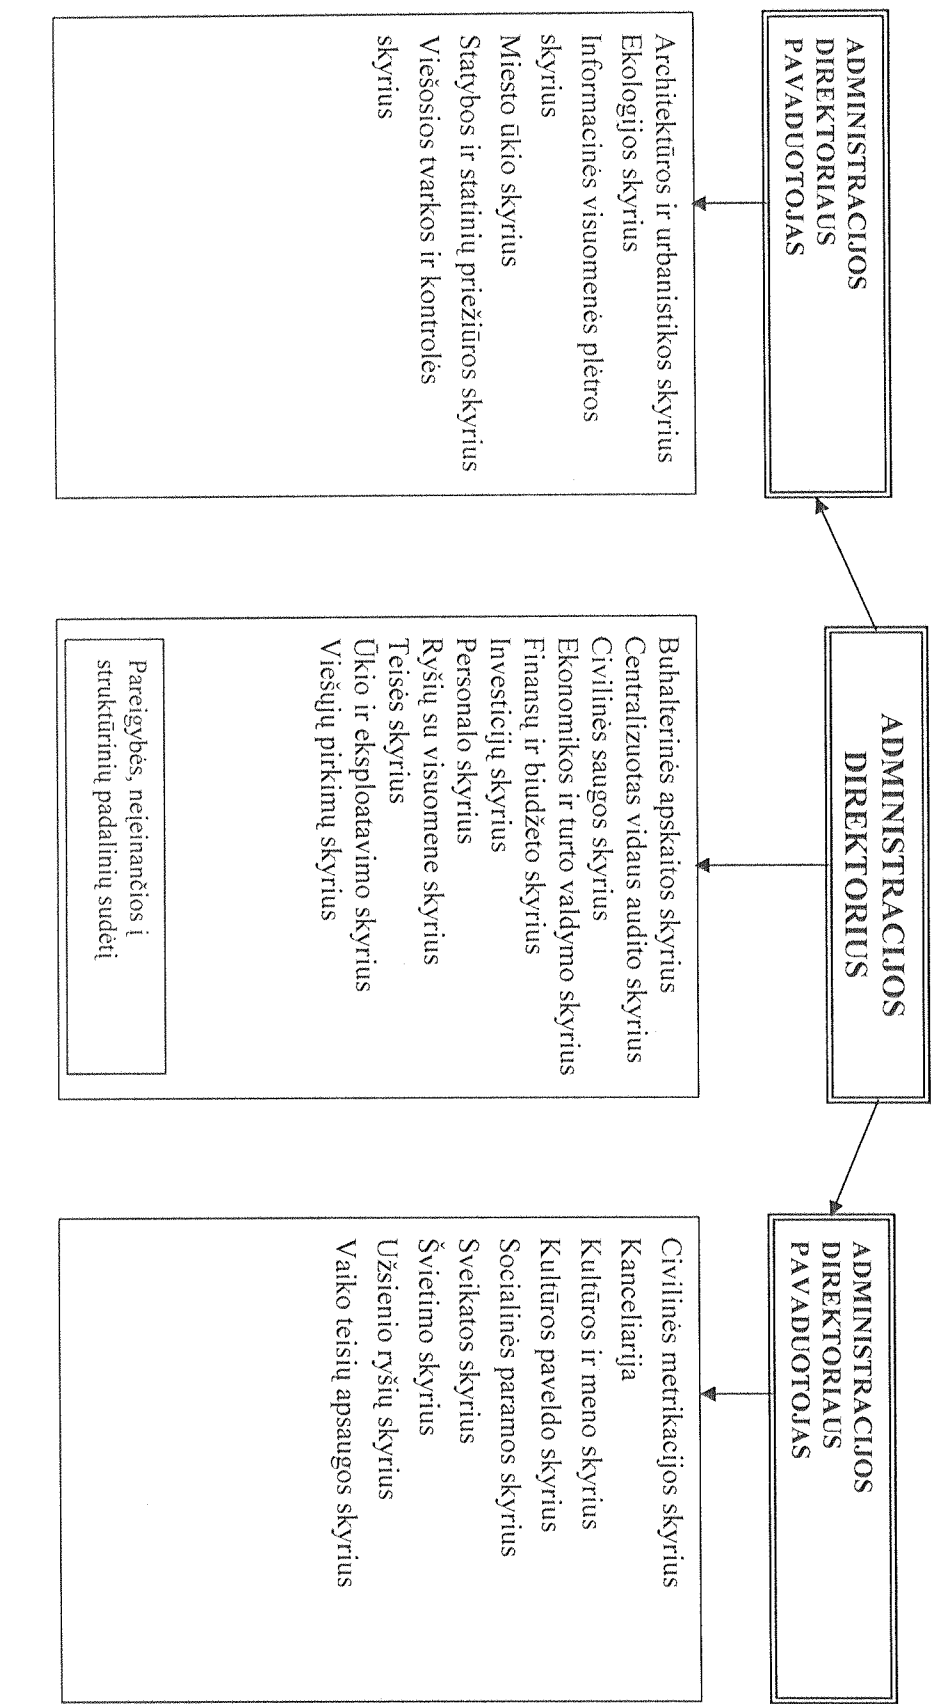 ADMINISTRACIJOS
DIREKTORIAUS
PAVADUOTOJAS
Architektūros ir urbanistikos skyrius
Ekologijos skyrius
Informacinės visuomenės plėtros
skyrius
Miesto ūkio skyrius
Statybos ir statinių priežiūros skyrius
Viešosios tvarkos ir kontrolės
skyrius
ADMINISTRACIJOS
DIREKTORIUS
Buhalterinės apskaitos skyrius
Centralizuotas vidaus audito skyrius
Civilinės saugos skyrius
Ekonomikos ir turto valdymo skyrius
Finansų ir biudžeto skyrius
Investicijų skyrius
Personalo skyrius
Ryšių su visuomene skyrius
Teisės skyrius
Ūkio ir eksploatavimo skyrius
Viešųjų pirkimų skyrius
Pareigybės, neįeinančios į
struktūrinių padalinių sudėtį
ADMINISTRACIJOS
DIREKTORIAUS
PAVADUOTOJAS
Civilinės metrikacijos skyrius
Kanceliarija
Kultūros ir meno skyrius
Kultūros paveldo skyrius
Socialinės paramos skyrius
Sveikatos skyrius
Švietimo skyrius
Užsienio ryšių skyrius
Vaiko teisių apsaugos skyrius